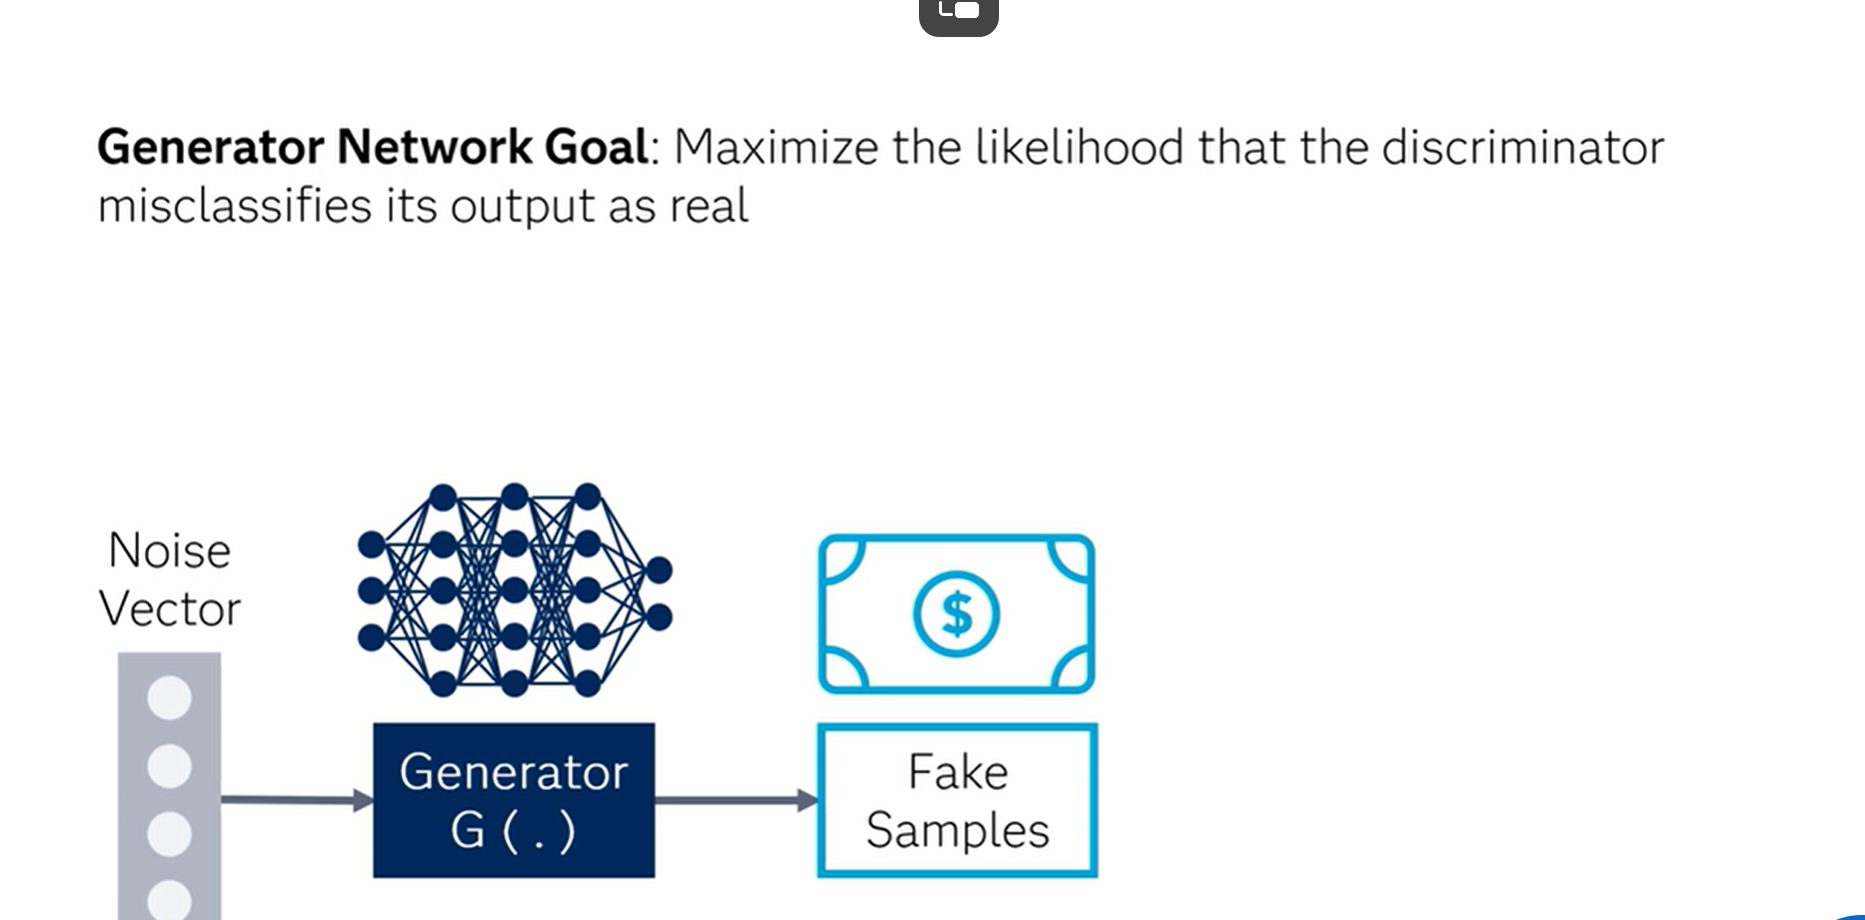 Generator Network Goal: Maximize the likelihood that the discriminator
misclassifies its output as real
Noise
Vector
$
Generator
G(.)
Fake
Samples